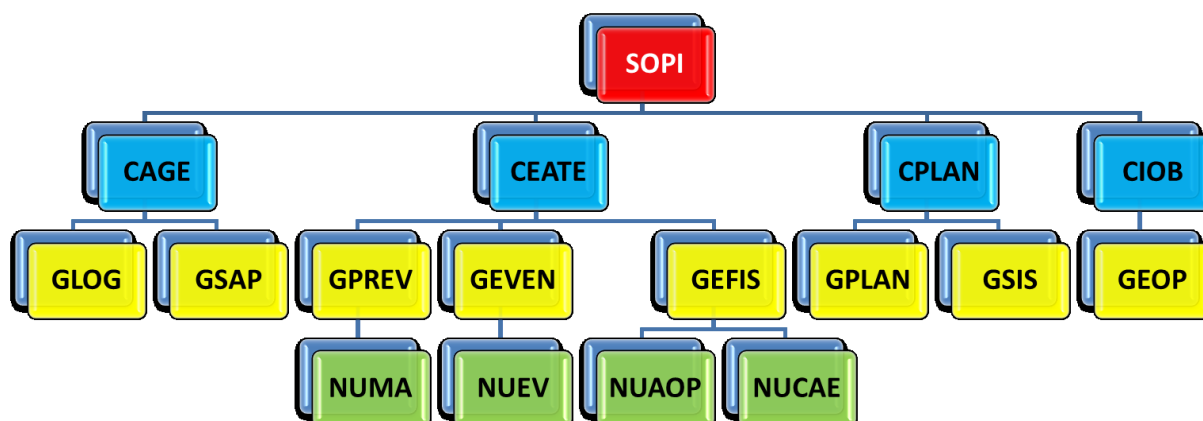 SOPI
CAGE CEATE CPLAN CIOB
GLOG GSAP GPREV GEVEN GEFIS GPLAN GSIS GEOP
NUMA NUEV NUAOP NUCAE